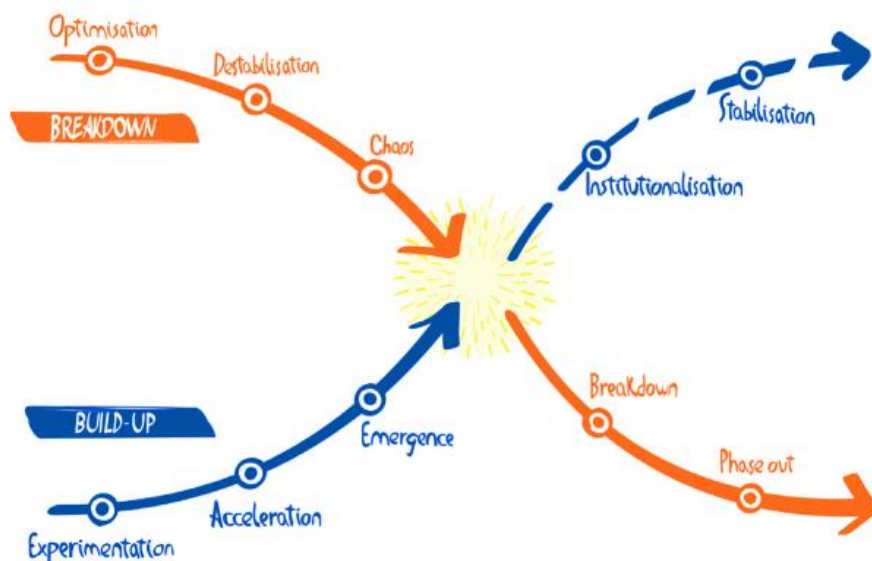 Optimisation
Destabilisation
BREAKDOWN
Chaos
Stabilisation
Institutionalisation
Breakdown
BUILD-UP
Emergence
Phase out
Acceleration
Experimentation